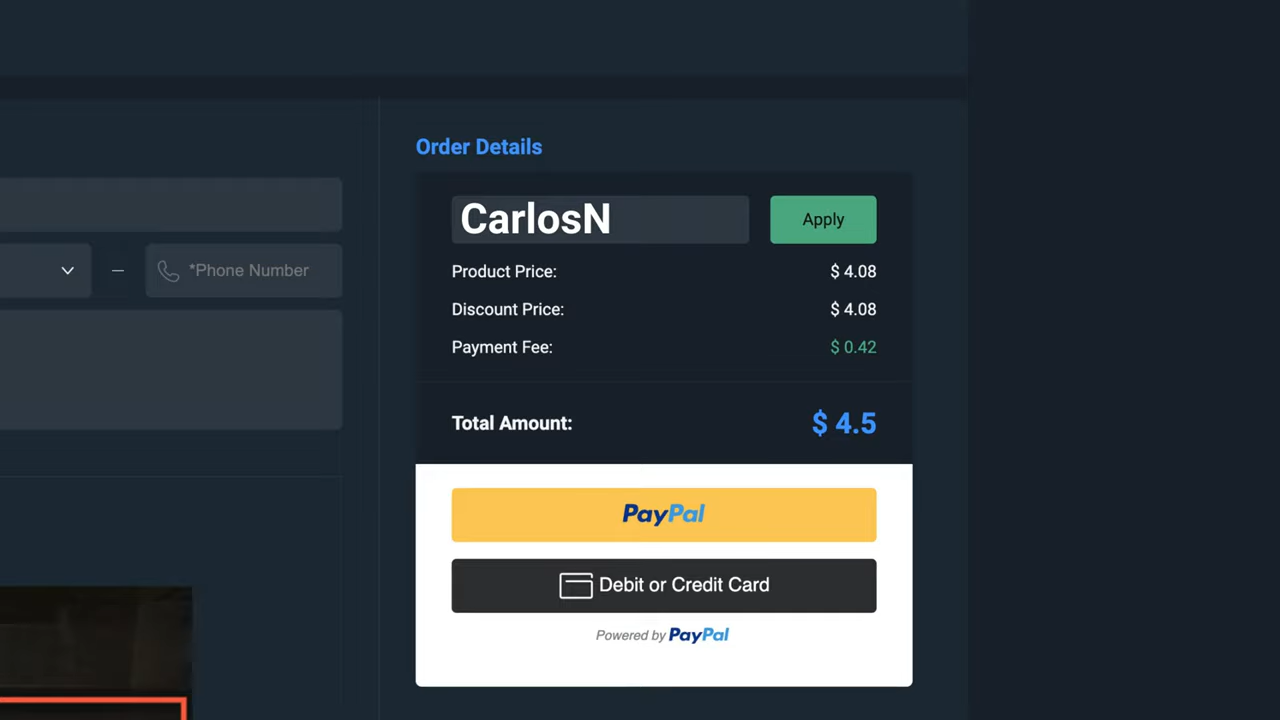 Order Details
CarlosN
Apply
Product Price: $ 4.08
Discount Price: $ 4.08
*Phone Number
Payment Fee: $ 0.42
Total Amount: $ 4.5
PayPal
Debit or Credit Card
Powered by PayPal